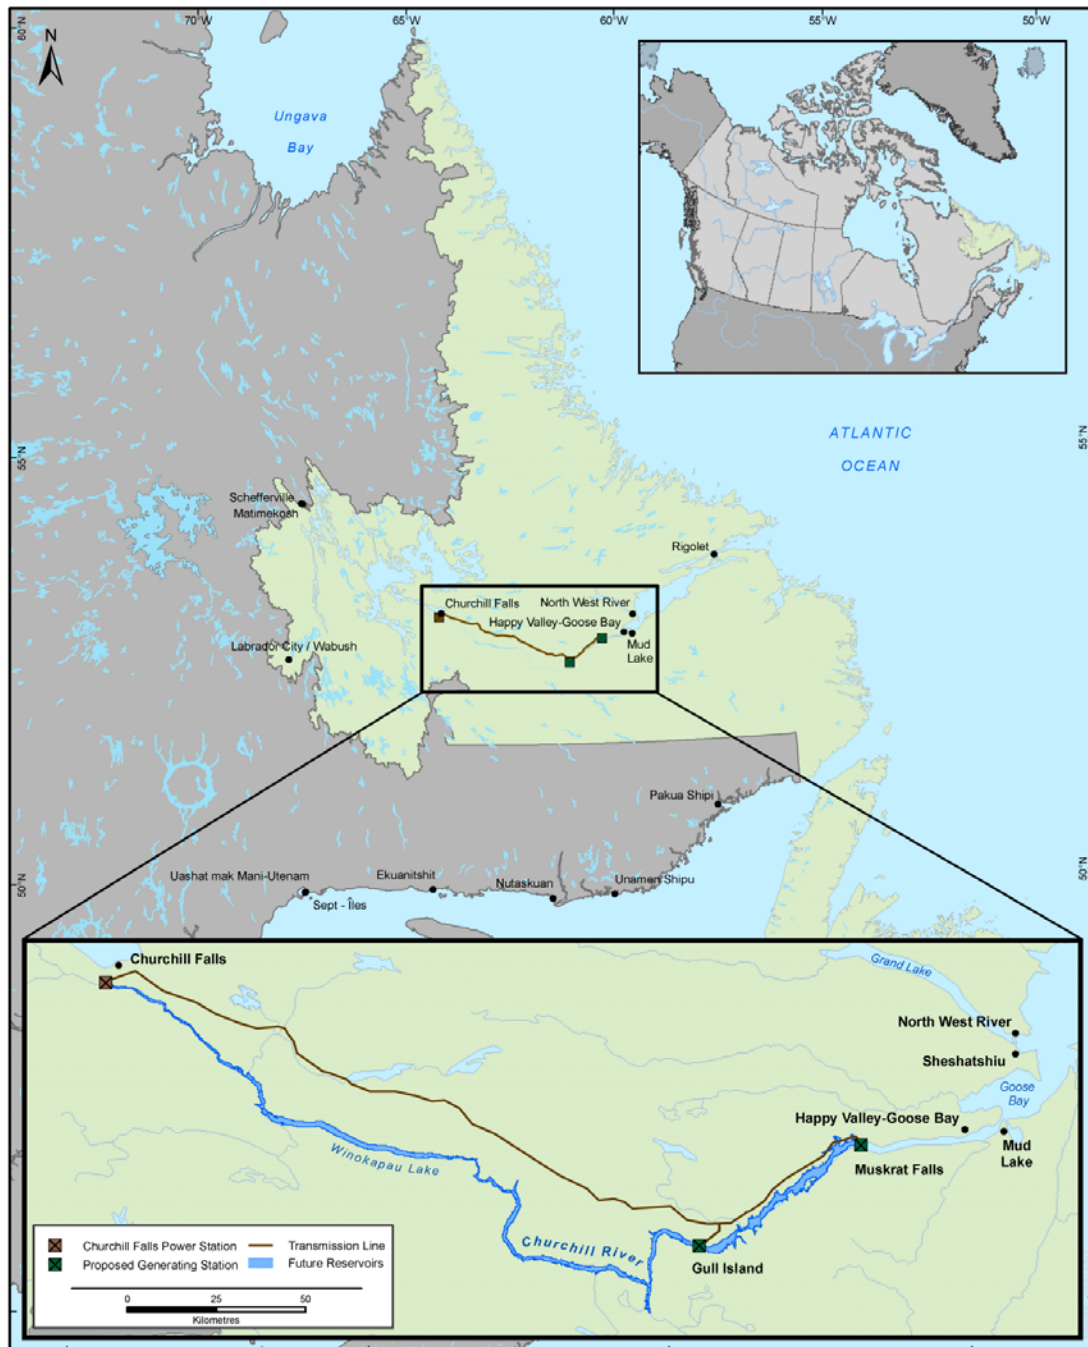 70°W
65°W
60°W
55°W
50°W
60°N
N
Ungava
Bay
ATLANTIC
OCEAN
55°N
55°N
Schefferville
Matimekosh
Rigolet
Churchill Falls
North West River
Happy Valley-Goose Bay
Mud
Lake
Labrador City / Wabush
Pakua Shipi
50°N
50°N
Uashat mak Mani-Utenam
Ekuanitshit
Nutaskuan
Unamen Shipu
Sept - Îles
Churchill Falls
Grand Lake
North West River
Sheshatshiu
Goose
Bay
Happy Valley-Goose Bay
Mud
Lake
Muskrat Falls
Winokapau Lake
Churchill River
Gull Island
Churchill Falls Power Station
Transmission Line
Proposed Generating Station
Future Reservoirs
0
25
50
Kilometres